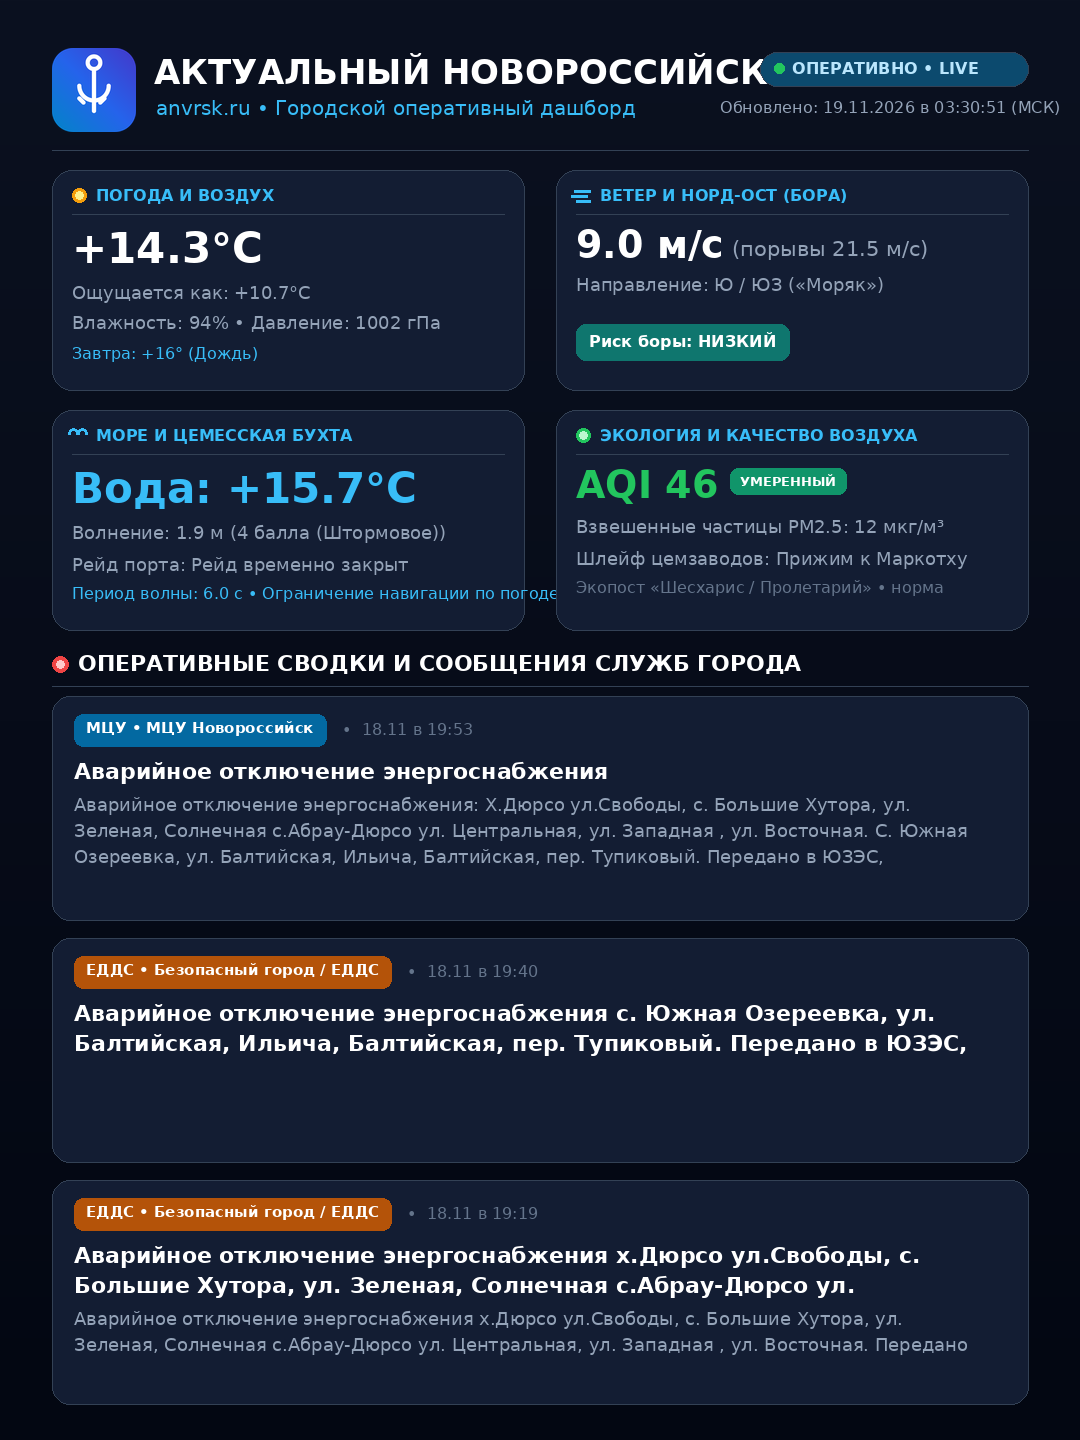 АКТУАЛЬНЫЙ НОВОРОССИЙСК
ОПЕРАТИВНО • LIVE
anvrsk.ru • Городской оперативный дашборд
Обновлено: 19.11.2026 в 03:30:51 (МСК)
ПОГОДА И ВОЗДУХ
+14.3°C
Ощущается как: +10.7°C
Влажность: 94% • Давление: 1002 гПа
Завтра: +16° (Дождь)
ВЕТЕР И НОРД-ОСТ (БОРА)
9.0 м/с (порывы 21.5 м/с)
Направление: Ю / ЮЗ («Моряк»)
Риск боры: НИЗКИЙ
МОРЕ И ЦЕМЕССКАЯ БУХТА
Вода: +15.7°C
Волнение: 1.9 м (4 балла (Штормовое))
Рейд порта: Рейд временно закрыт
Период волны: 6.0 с • Ограничение навигации по погоде
ЭКОЛОГИЯ И КАЧЕСТВО ВОЗДУХА
AQI 46 УМЕРЕННЫЙ
Взвешенные частицы PM2.5: 12 мкг/м³
Шлейф цемзаводов: Прижим к Маркотху
Экопост «Шесхарис / Пролетарий» • норма
ОПЕРАТИВНЫЕ СВОДКИ И СООБЩЕНИЯ СЛУЖБ ГОРОДА
МЦУ • МЦУ Новороссийск • 18.11 в 19:53
Аварийное отключение энергоснабжения
Аварийное отключение энергоснабжения: Х.Дюрсо ул.Свободы, с. Большие Хутора, ул.
Зеленая, Солнечная с.Абрау-Дюрсо ул. Центральная, ул. Западная , ул. Восточная. С. Южная
Озереевка, ул. Балтийская, Ильича, Балтийская, пер. Тупиковый. Передано в ЮЗЭС,
ЕДДС • Безопасный город / ЕДДС • 18.11 в 19:40
Аварийное отключение энергоснабжения с. Южная Озереевка, ул.
Балтийская, Ильича, Балтийская, пер. Тупиковый. Передано в ЮЗЭС,
ЕДДС • Безопасный город / ЕДДС • 18.11 в 19:19
Аварийное отключение энергоснабжения х.Дюрсо ул.Свободы, с.
Большие Хутора, ул. Зеленая, Солнечная с.Абрау-Дюрсо ул.
Аварийное отключение энергоснабжения х.Дюрсо ул.Свободы, с. Большие Хутора, ул.
Зеленая, Солнечная с.Абрау-Дюрсо ул. Центральная, ул. Западная , ул. Восточная. Передано